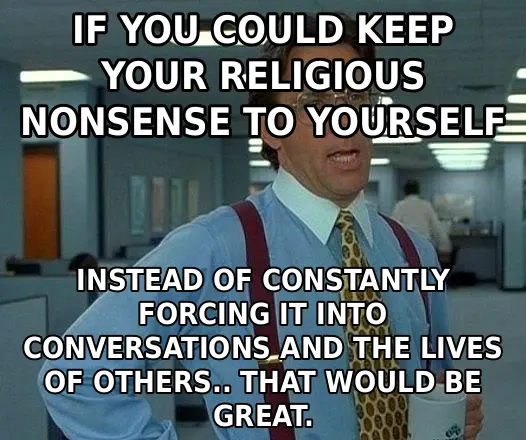 IF YOU COULD KEEP
YOUR RELIGIOUS
NONSENSE TO YOURSELF
INSTEAD OF CONSTANTLY
FORCING IT INTO
CONVERSATIONS AND THE LIVES
OF OTHERS.. THAT WOULD BE
GREAT.